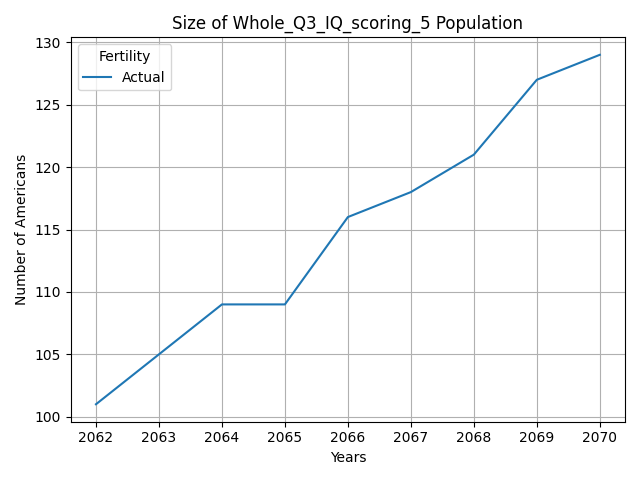 Size of Whole_Q3_IQ_scoring_5 Population
Fertility
Actual
130
125
120
115
110
105
100
Number of Americans
2062 2063 2064 2065 2066 2067 2068 2069 2070
Years